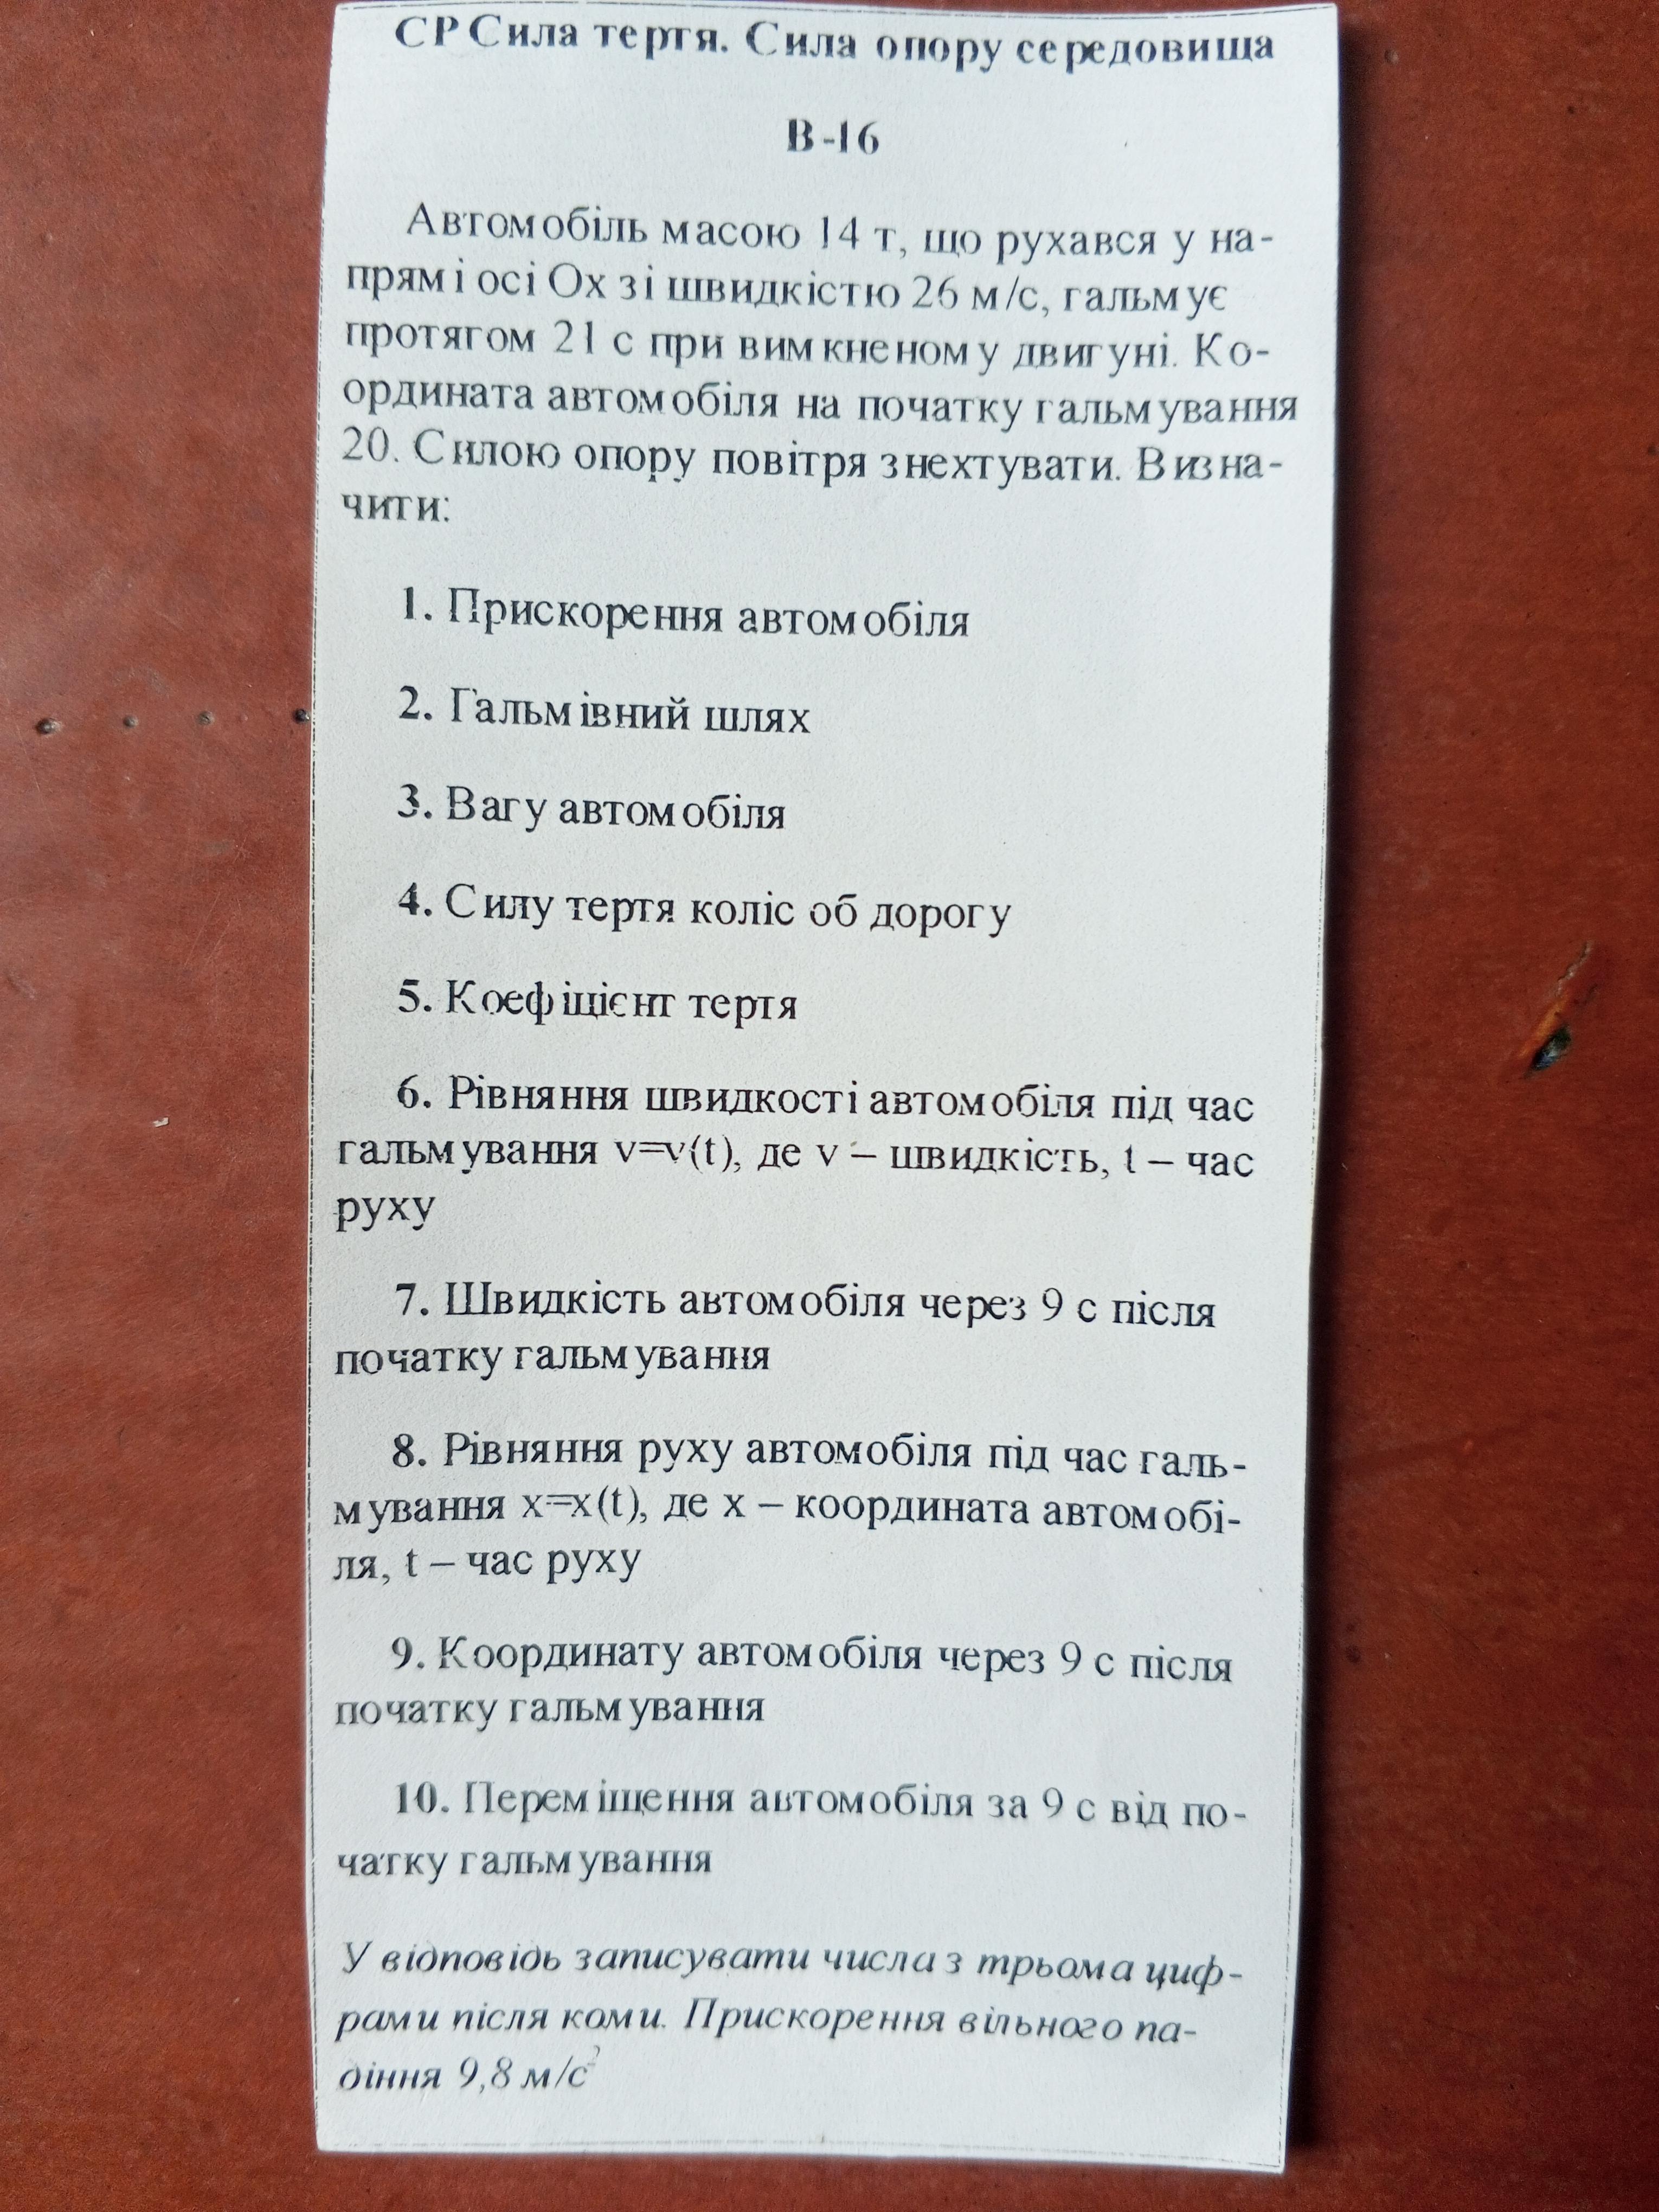 СР Сила тертя. Сила опору середовища
В-16
Автомобіль масою 14 т, що рухався у на-
прямі осі Ох зі швидкістю 26 м/с, гальмує
протягом 21 с при вимкненому двигуні. Ко-
ордината автомобіля на початку гальмування
20. Силою опору повітря знехтувати. Визна-
чити:
1. Прискорення автомобіля
2. Гальмівний шлях
3. Вагу автомобіля
4. Силу тертя коліс об дорогу
5. Коефіцієнт тертя
6. Рівняння швидкості автомобіля під час
гальмування v=v(t), де v – швидкість, t – час
руху
7. Швидкість автомобіля через 9 с після
початку гальмування
8. Рівняння руху автомобіля під час галь-
мування x=x(t), де x – координата автомобі-
ля, t – час руху
9. Координату автомобіля через 9 с після
початку гальмування
10. Переміщення автомобіля за 9 с від по-
чатку гальмування
У відповідь записувати числа з трьома циф-
рами після коми. Прискорення вільного па-
діння 9,8 м/с²